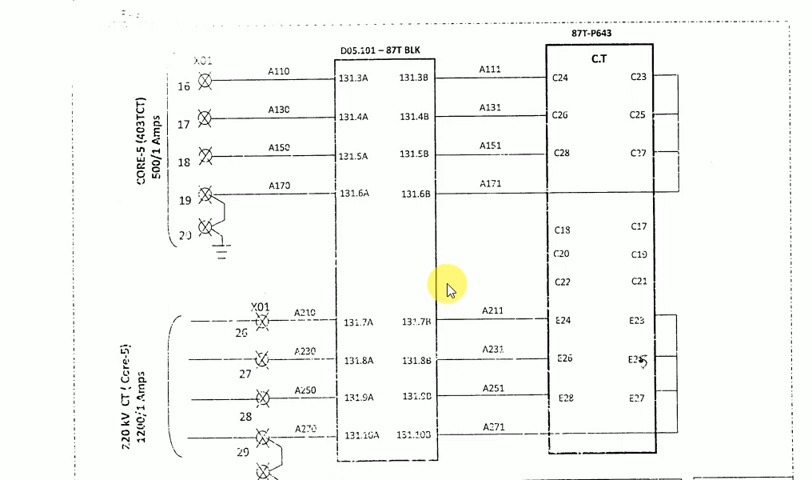 87T-P643
X01
D05.101 – 87T BLK
C.T
16 A110 131.3A 131.3B A111 C24 C23
17 A130 131.4A 131.4B A131 C26 C25
18 A150 131.5A 131.5B A151 C28 C27
19 A170 131.6A 131.6B A171
20
CORE-5 (403TCT)
500/1 Amps
C18 C17
C20 C19
C22 C21
X01
26 A210 131.7A 131.7B A211 E24 E23
27 A230 131.8A 131.8B A231 E26 E25
28 A250 131.9A 131.9B A251 E28 E27
29 A270 131.10A 131.10B A271
220 kV CT (Core-5)
1200/1 Amps